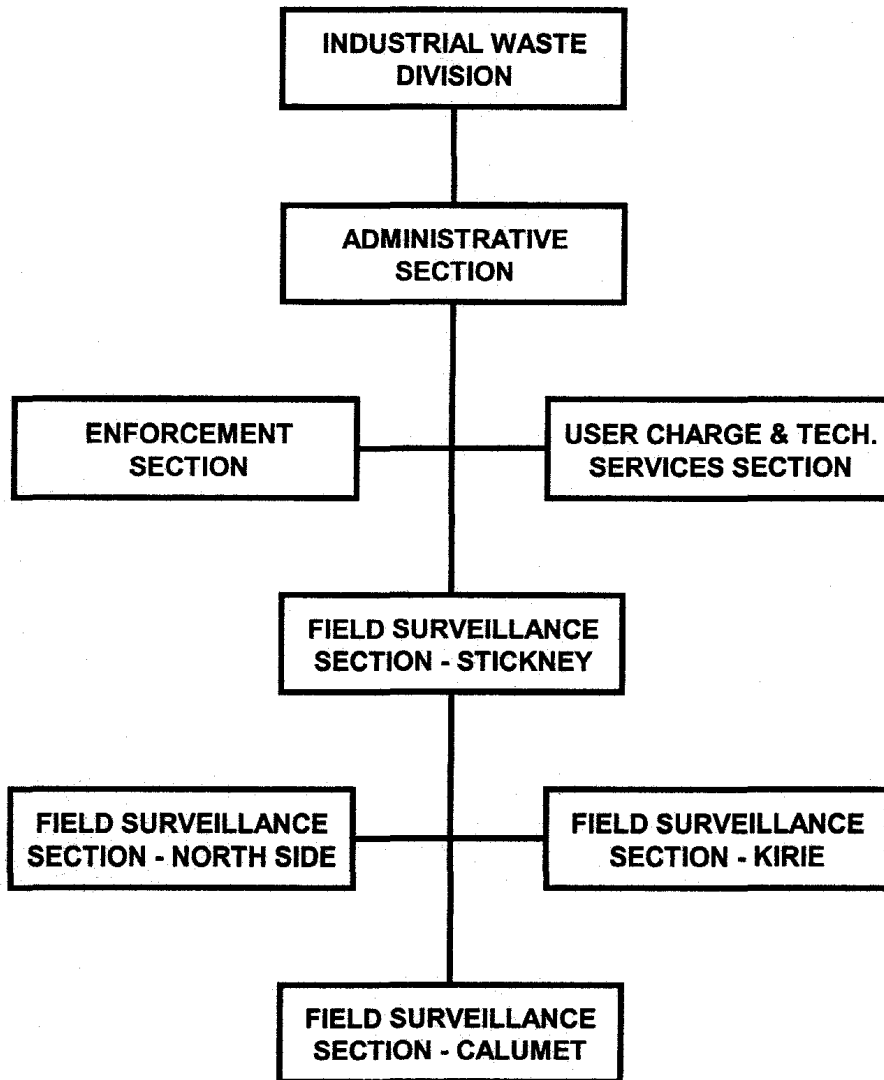 INDUSTRIAL WASTE
DIVISION
ADMINISTRATIVE
SECTION
ENFORCEMENT
SECTION
USER CHARGE & TECH.
SERVICES SECTION
FIELD SURVEILLANCE
SECTION - STICKNEY
FIELD SURVEILLANCE
SECTION - NORTH SIDE
FIELD SURVEILLANCE
SECTION - KIRIE
FIELD SURVEILLANCE
SECTION - CALUMET